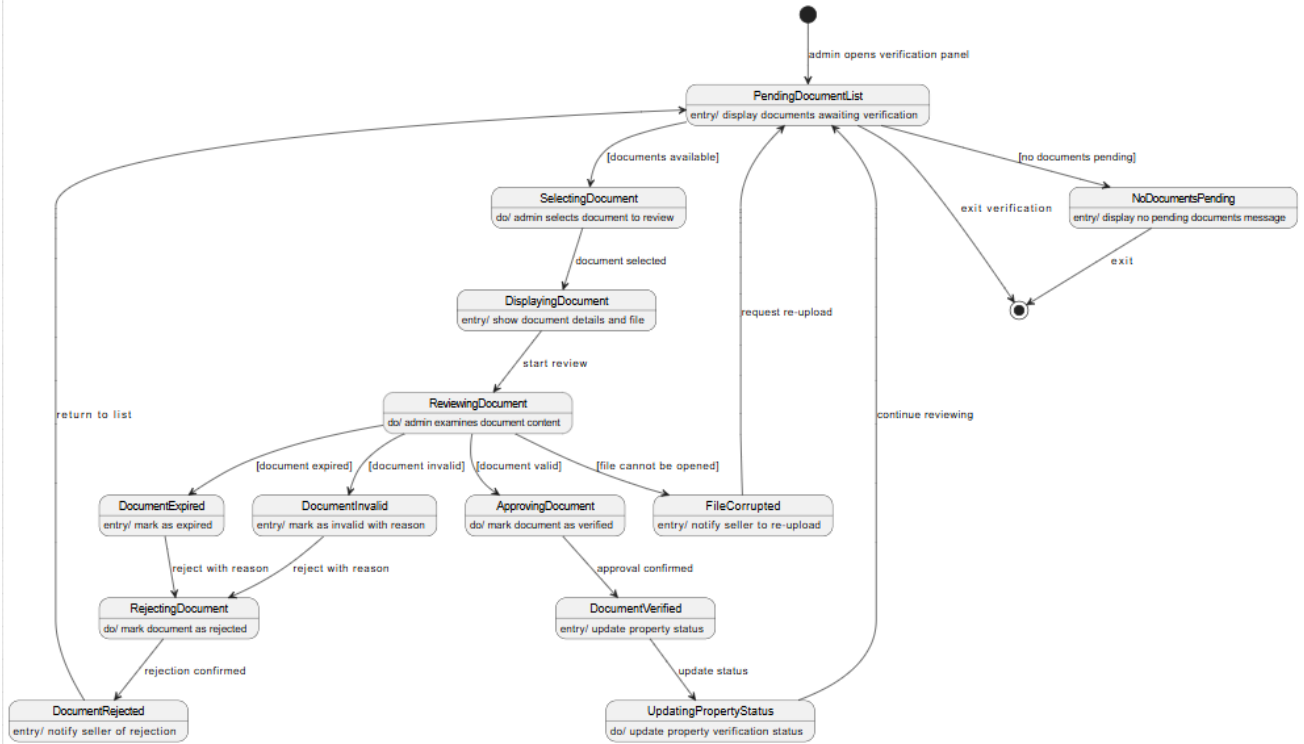 admin opens verification panel
PendingDocumentList
entry/ display documents awaiting verification
[documents available]
[no documents pending]
SelectingDocument
do/ admin selects document to review
exit verification
NoDocumentsPending
entry/ display no pending documents message
document selected
exit
DisplayingDocument
entry/ show document details and file
request re-upload
start review
ReviewingDocument
do/ admin examines document content
return to list
continue reviewing
[document expired]
[document invalid]
[document valid]
[file cannot be opened]
DocumentExpired
entry/ mark as expired
DocumentInvalid
entry/ mark as invalid with reason
ApprovingDocument
do/ mark document as verified
FileCorrupted
entry/ notify seller to re-upload
reject with reason
reject with reason
approval confirmed
RejectingDocument
do/ mark document as rejected
DocumentVerified
entry/ update property status
rejection confirmed
update status
DocumentRejected
entry/ notify seller of rejection
UpdatingPropertyStatus
do/ update property verification status